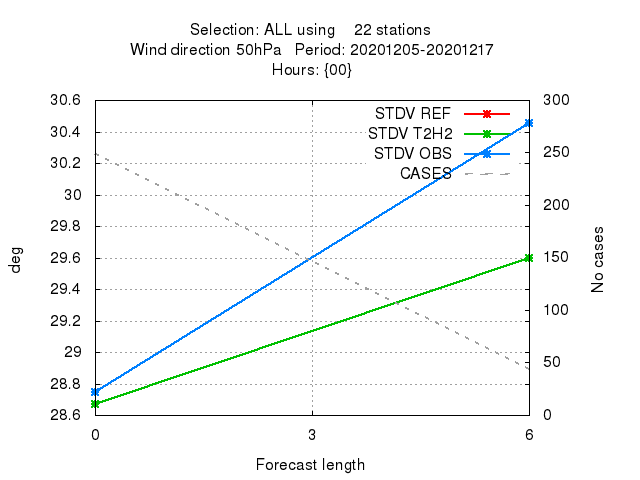 Selection: ALL using 22 stations
Wind direction 50hPa Period: 20201205-20201217
Hours: {00}
30.6
30.4
30.2
30
29.8
29.6
29.4
29.2
29
28.8
28.6
deg
STDV REF
STDV T2H2
STDV OBS
CASES
300
250
200
150
100
50
0
No cases
0 3 6
Forecast length